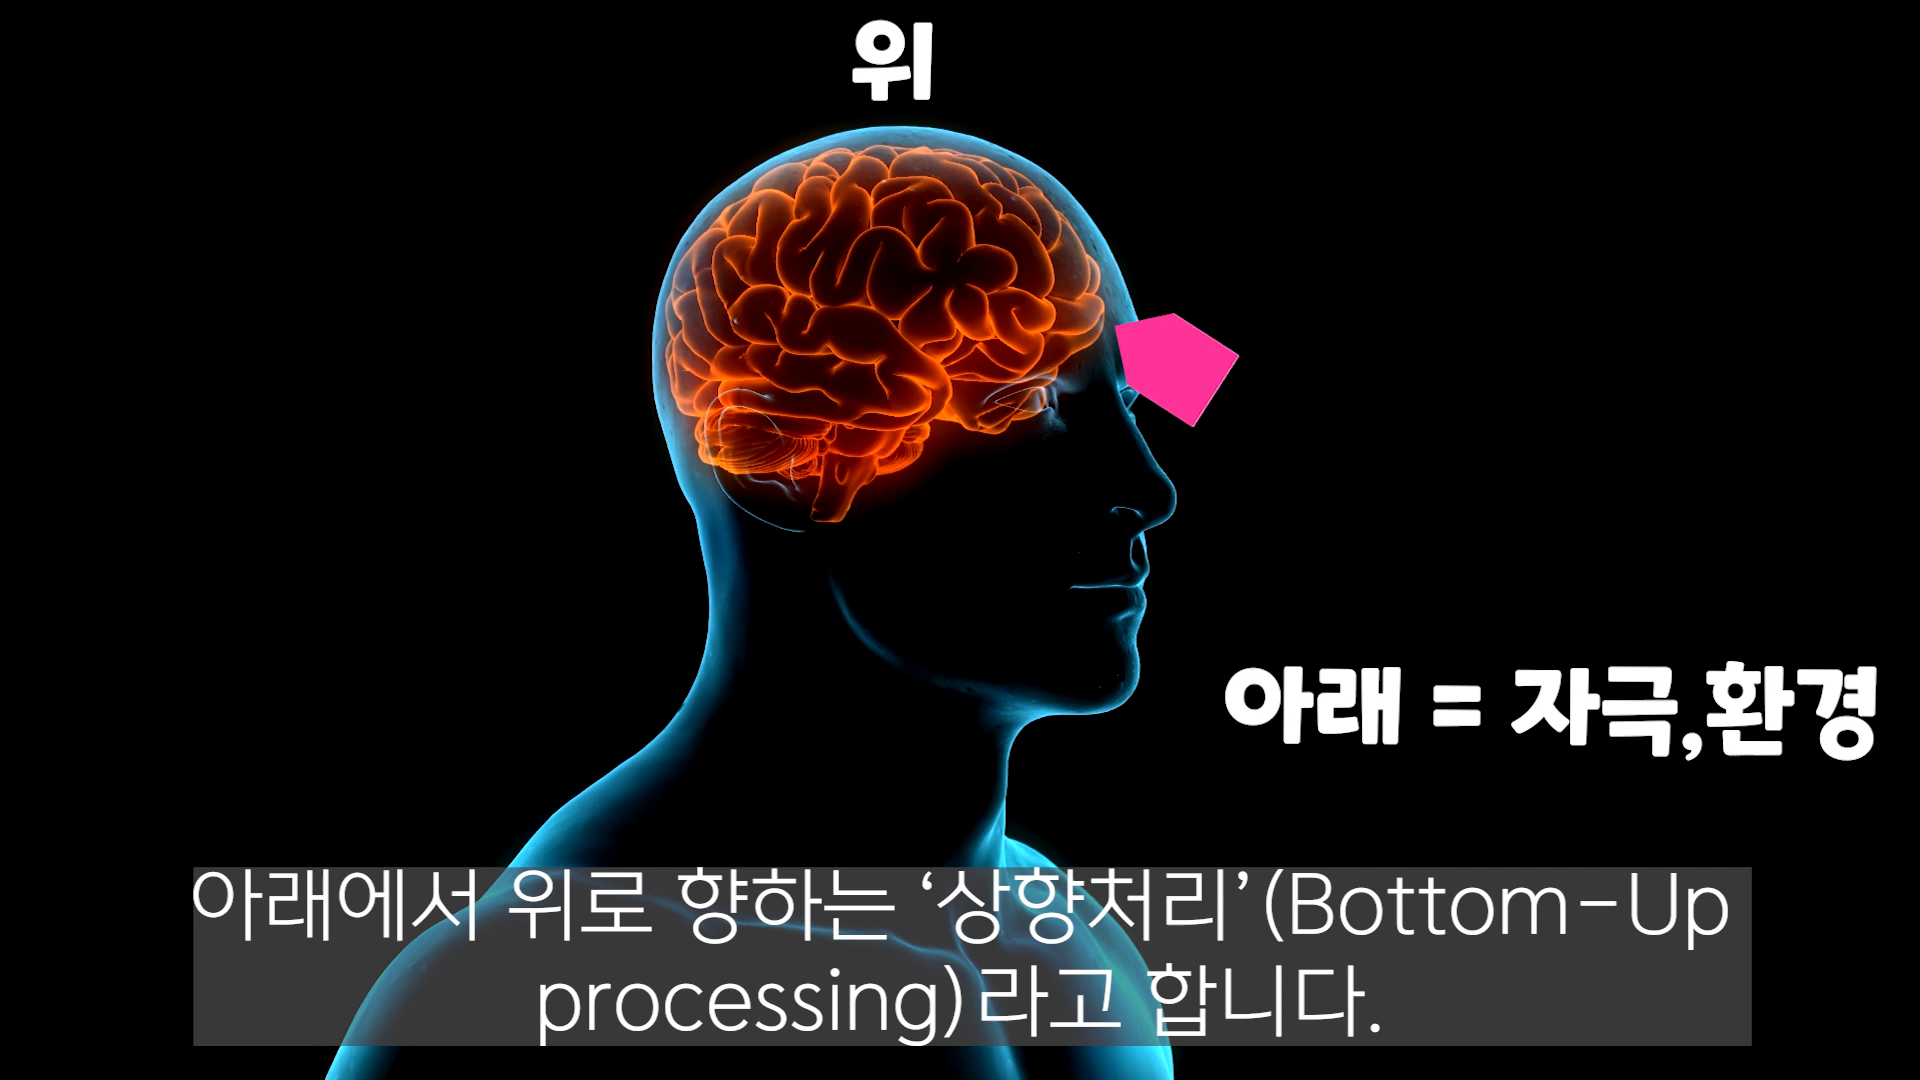 위
아래 = 자극,환경
아래에서 위로 향하는 ‘상향처리’(Bottom-Up
processing)라고 합니다.